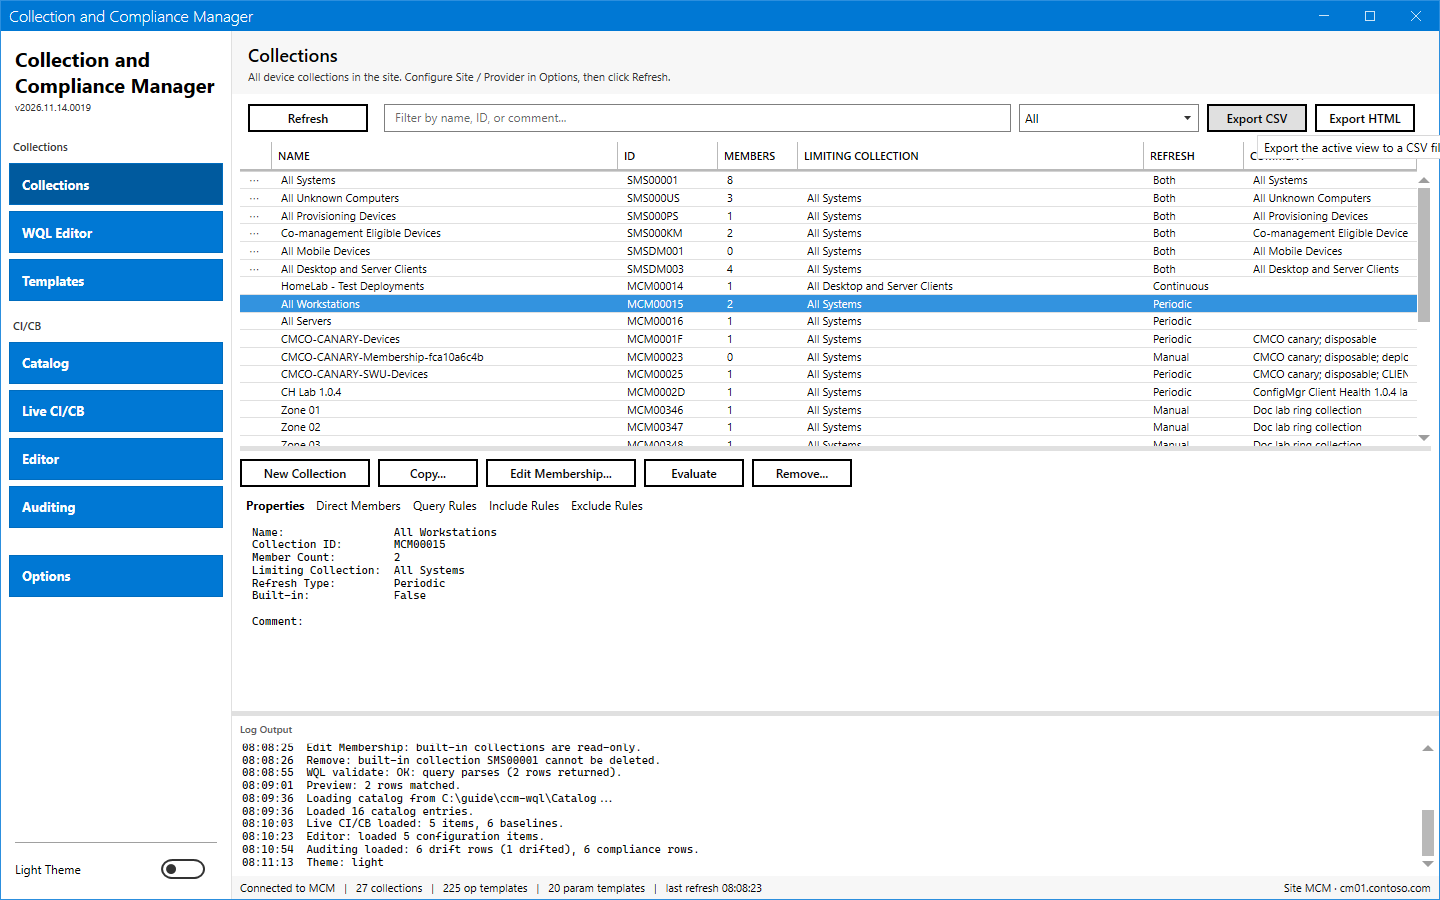 Collection and Compliance Manager
Collection and
Compliance Manager
v2026.11.14.0019
Collections
Collections
WQL Editor
Templates
CI/CB
Catalog
Live CI/CB
Editor
Auditing
Options
Light Theme
Collections
All device collections in the site. Configure Site / Provider in Options, then click Refresh.
Refresh Filter by name, ID, or comment... All Export CSV Export HTML
Export the active view to a CSV fil
NAME ID MEMBERS LIMITING COLLECTION REFRESH
... All Systems SMS00001 8 Both All Systems
... All Unknown Computers SMS000US 3 All Systems Both All Unknown Computers
... All Provisioning Devices SMS000PS 1 All Systems Both All Provisioning Devices
... Co-management Eligible Devices SMS000KM 2 All Systems Both Co-management Eligible Device
... All Mobile Devices SMSDM001 0 All Systems Both All Mobile Devices
... All Desktop and Server Clients SMSDM003 4 All Systems Both All Desktop and Server Clients
HomeLab - Test Deployments MCM00014 1 All Desktop and Server Clients Continuous
All Workstations MCM00015 2 All Systems Periodic
All Servers MCM00016 1 All Systems Periodic
CMCO-CANARY-Devices MCM0001F 1 All Systems Periodic CMCO canary; disposable
CMCO-CANARY-Membership-fca10a6c4b MCM00023 0 All Systems Manual CMCO canary; disposable; deplc
CMCO-CANARY-SWU-Devices MCM00025 1 All Systems Periodic CMCO canary; disposable; CLIEN
CH Lab 1.0.4 MCM0002D 1 All Systems Periodic ConfigMgr Client Health 1.0.4 la
Zone 01 MCM00346 1 All Systems Manual Doc lab ring collection
Zone 02 MCM00347 1 All Systems Manual Doc lab ring collection
Zone 03 MCM00348 1 All Systems Manual Doc lab ring collection
New Collection Copy... Edit Membership... Evaluate Remove...
Properties Direct Members Query Rules Include Rules Exclude Rules
Name: All Workstations
Collection ID: MCM00015
Member Count: 2
Limiting Collection: All Systems
Refresh Type: Periodic
Built-in: False
Comment:
Log Output
08:08:25 Edit Membership: built-in collections are read-only.
08:08:26 Remove: built-in collection SMS00001 cannot be deleted.
08:08:55 WQL validate: OK: query parses (2 rows returned).
08:09:01 Preview: 2 rows matched.
08:09:36 Loading catalog from C:\guide\ccm-wql\Catalog...
08:09:36 Loaded 16 catalog entries.
08:10:03 Live CI/CB loaded: 5 items, 6 baselines.
08:10:23 Editor: loaded 5 configuration items.
08:10:54 Auditing loaded: 6 drift rows (1 drifted), 6 compliance rows.
08:11:13 Theme: light
Connected to MCM | 27 collections | 225 op templates | 20 param templates | last refresh 08:08:23 Site MCM · cm01.contoso.com